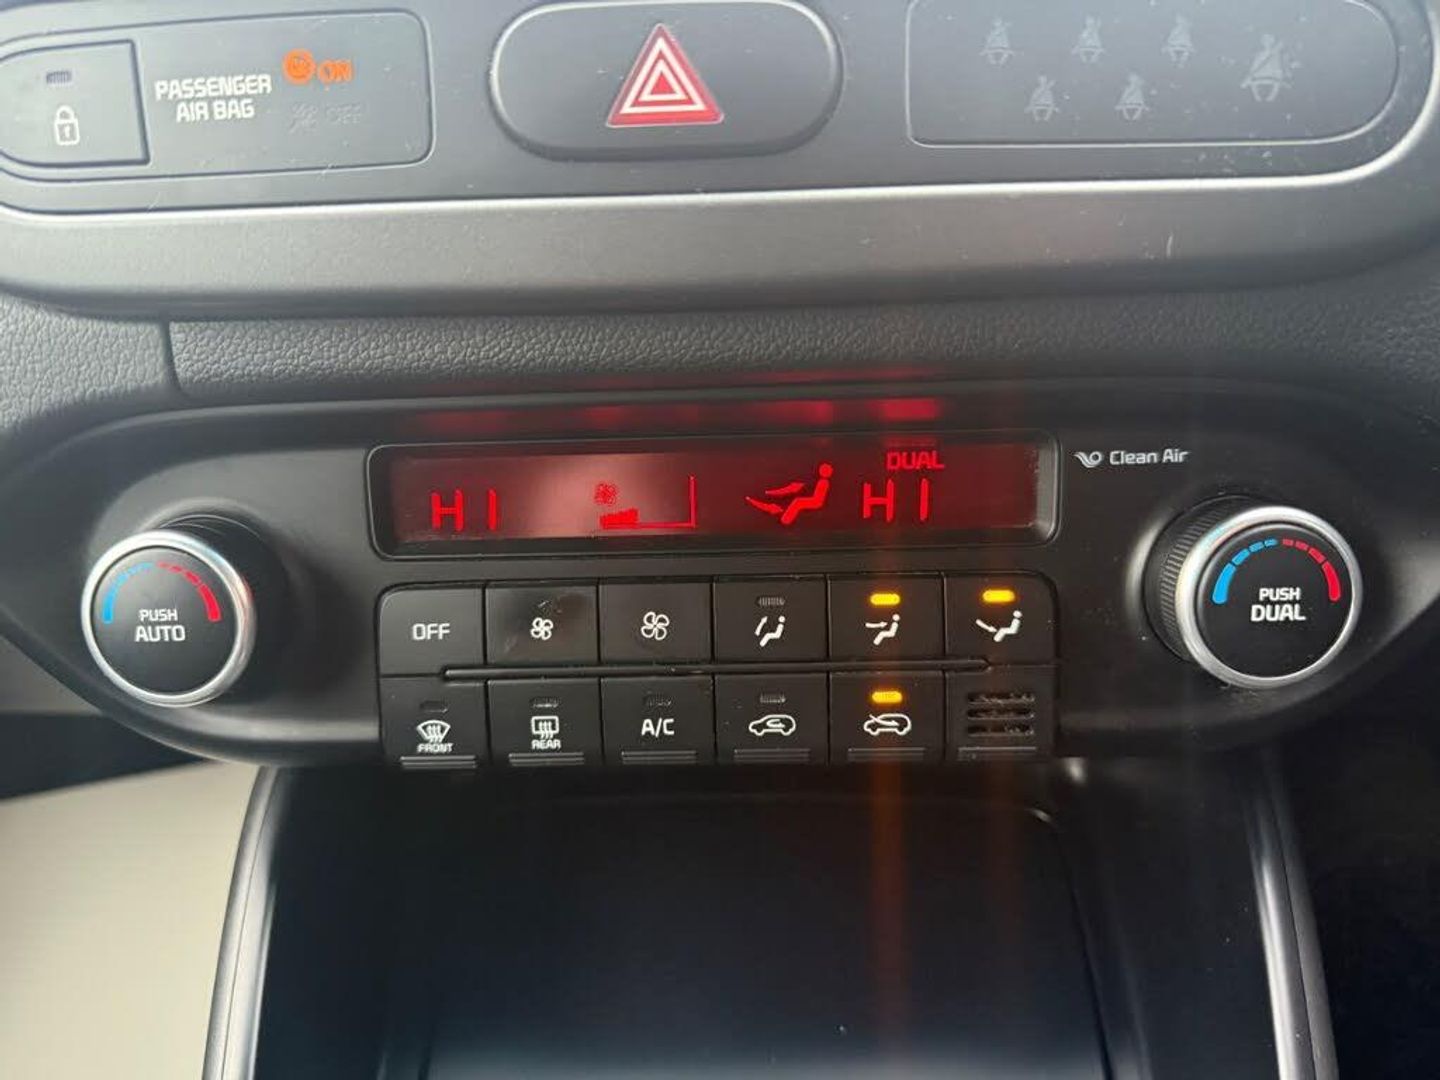 PASSENGER
AIR BAG
ON
OFF
DUAL
HI
HI
Clean Air
PUSH
AUTO
PUSH
DUAL
OFF
FRONT
REAR
A/C